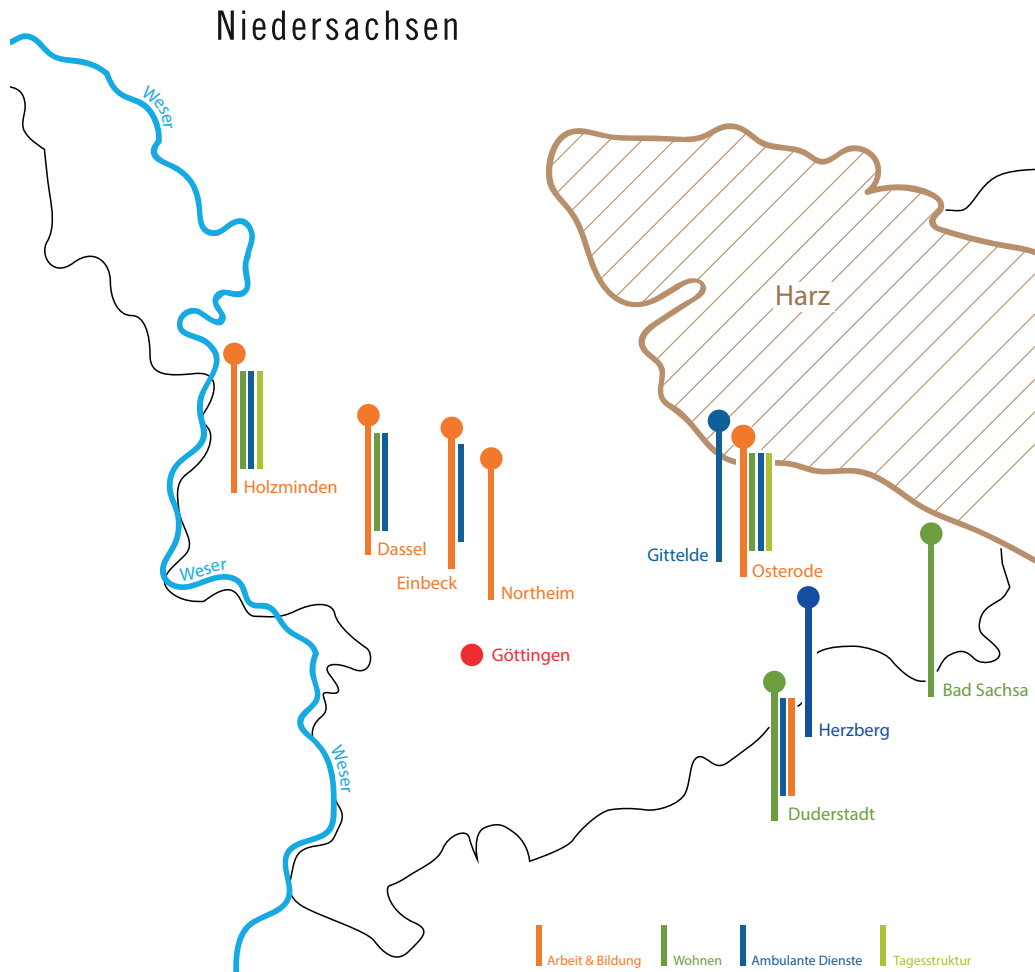 Niedersachsen
Weser
Harz
Holzminden
Dassel
Einbeck
Northeim
Gittelde
Osterode
Weser
Göttingen
Bad Sachsa
Herzberg
Weser
Duderstadt
Arbeit & Bildung
Wohnen
Ambulante Dienste
Tagesstruktur